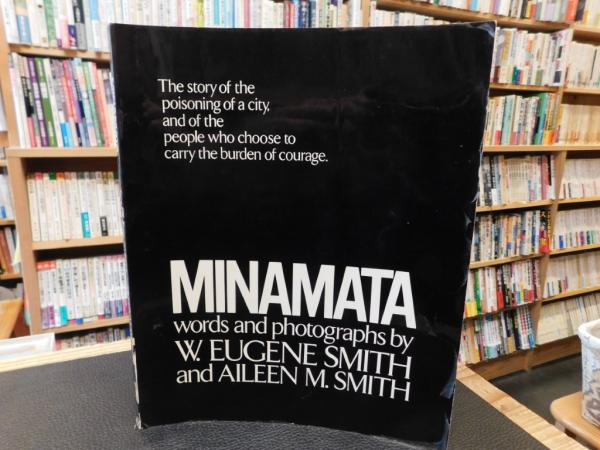 The story of the
poisoning of a city,
and of the
people who choose to
carry the burden of courage.
MINAMATA
words and photographs by
W. EUGENE SMITH
and AILEEN M. SMITH